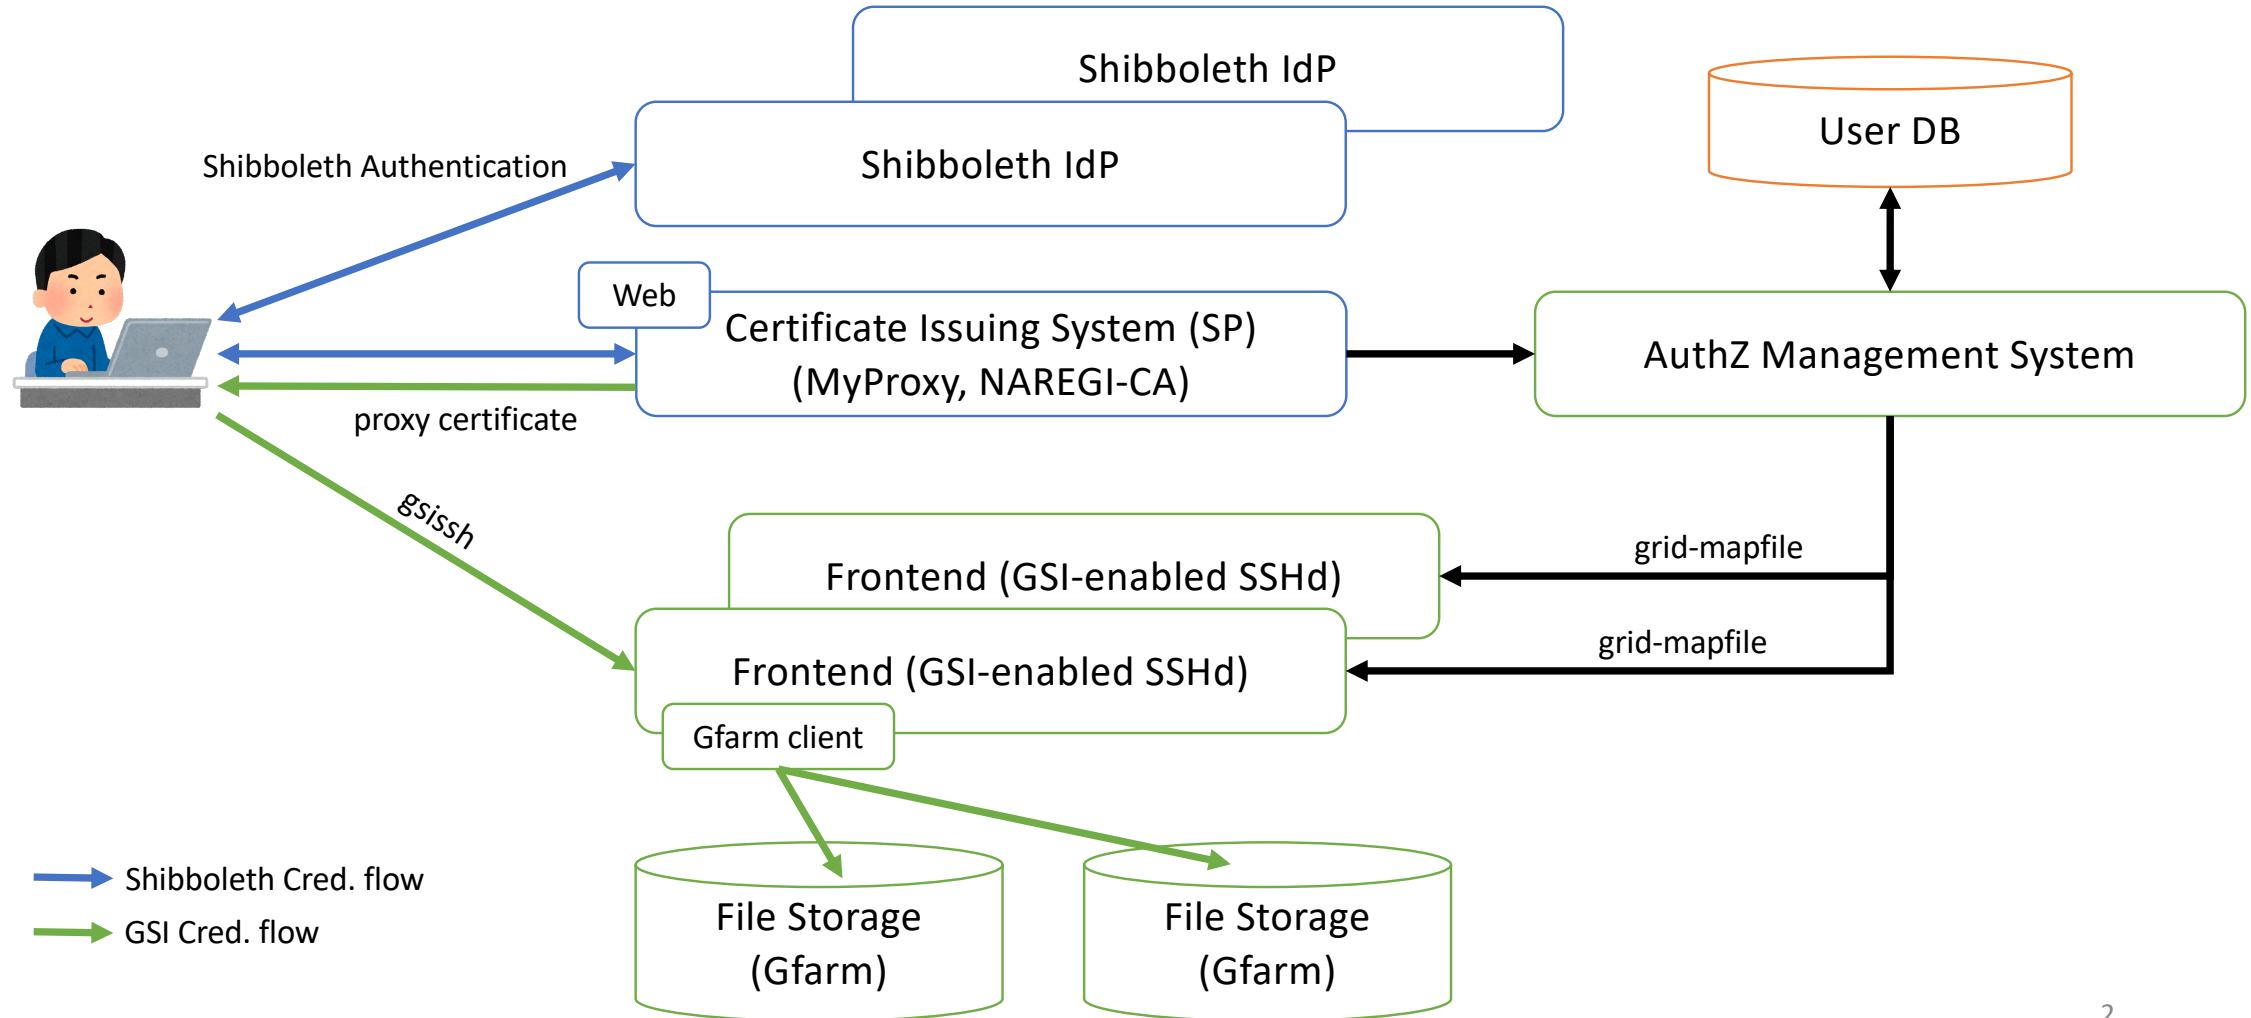 Shibboleth IdP
Shibboleth IdP
User DB
Shibboleth Authentication
Web
Certificate Issuing System (SP)
(MyProxy, NAREGI-CA)
AuthZ Management System
proxy certificate
gsissh
Frontend (GSI-enabled SSHd)
grid-mapfile
Frontend (GSI-enabled SSHd)
grid-mapfile
Gfarm client
File Storage
(Gfarm)
File Storage
(Gfarm)
Shibboleth Cred. flow
GSI Cred. flow
2